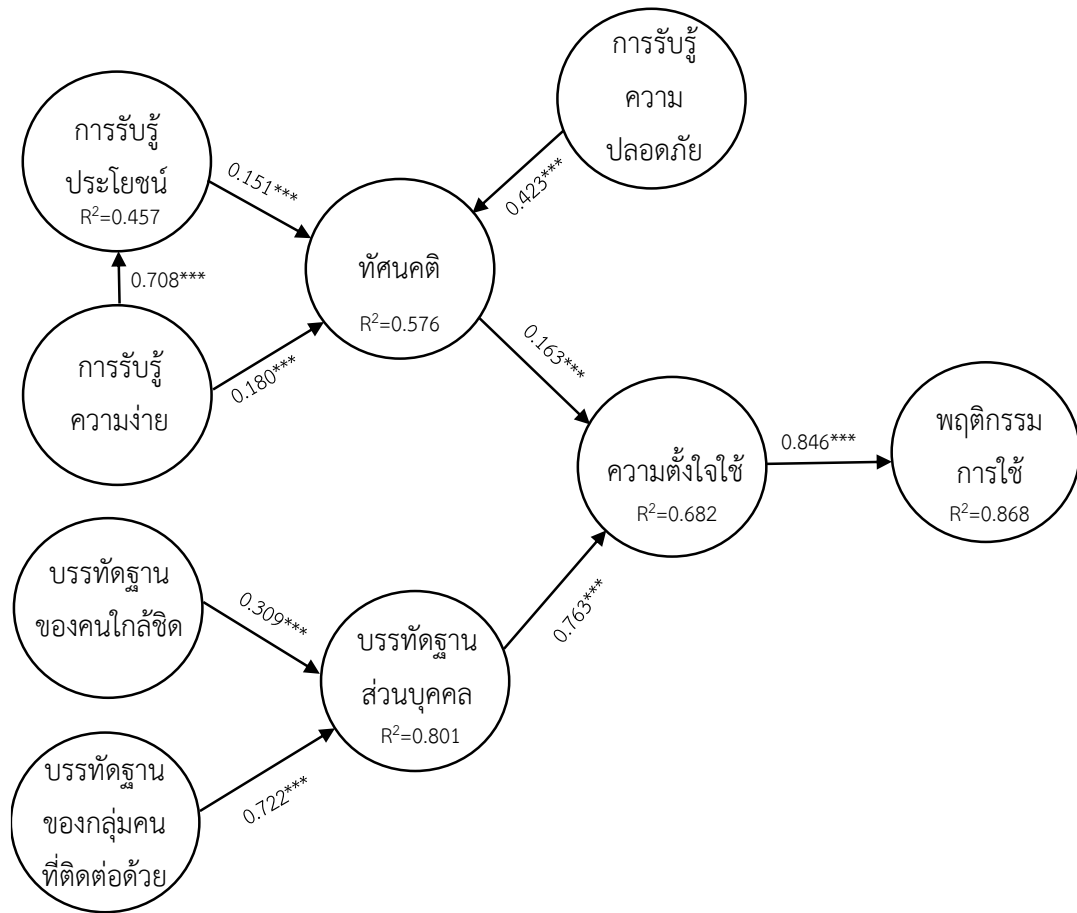 การรับรู้
ความ
ปลอดภัย
การรับรู้
ประโยชน์
R²=0.457
0.151***
0.423***
ทัศนคติ
R²=0.576
0.708***
การรับรู้
ความง่าย
0.180***
0.163***
ความตั้งใจใช้
R²=0.682
0.846***
พฤติกรรม
การใช้
R²=0.868
บรรทัดฐาน
ของคนใกล้ชิด
0.309***
0.763***
บรรทัดฐาน
ส่วนบุคคล
R²=0.801
บรรทัดฐาน
ของกลุ่มคน
ที่ติดต่อด้วย
0.722***